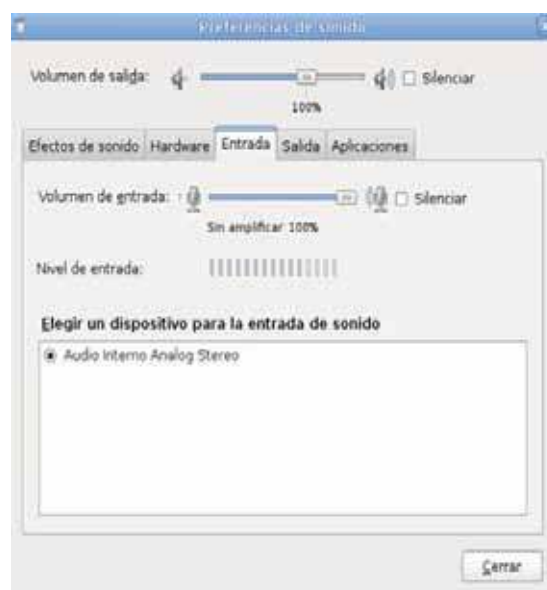 Preferencias de sonido
Volumen de salida: Silenciar
100%
Efectos de sonido Hardware Entrada Salida Aplicaciones
Volumen de entrada: Silenciar
Sin amplificar 100%
Nivel de entrada:
Elegir un dispositivo para la entrada de sonido
Audio Interno Analog Stereo
Cerrar